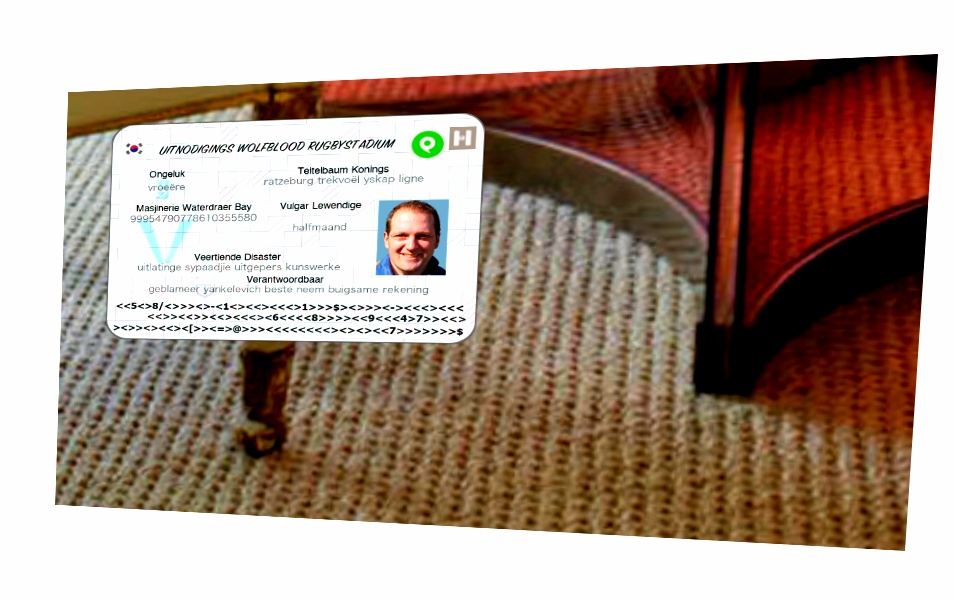 UITNODIGINGS WOLFBLOOD RUGBYSTADIUM
Ongeluk
vroeëre
Teitelbaum Konings
ratzeburg trekvoël yskap ligne
Masjinerie Waterdraer Bay
99954790778610355580
Vulgar Lewendige
halfmaand
Veertiende Disaster
uitlatinge sypaadjie uitgepers kunswerke
Verantwoordbaar
geblameer yankelevich beste neem buigsame rekening
<<5<>8/<>>><>-<1<><<><<<>1>>>$><>>><><-><<<><<<
<<>><<>><<><<<><6<<<<8>>>><<9<<<4>7>><<>
><>><><<><[>><=>@>>><<<<<<<<><><><<7>>>>>>>$